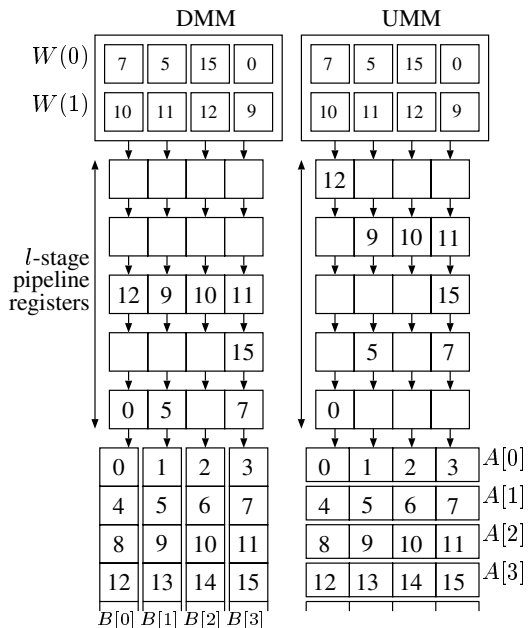 DMM UMM
W(0) 7 5 15 0 7 5 15 0
W(1) 10 11 12 9 10 11 12 9
12
9 10 11
l-stage
pipeline
registers
12 9 10 11 15
15 5 7
0 5 7 0
0 1 2 3 0 1 2 3 A[0]
4 5 6 7 4 5 6 7 A[1]
8 9 10 11 8 9 10 11 A[2]
12 13 14 15 12 13 14 15 A[3]
B[0] B[1] B[2] B[3]